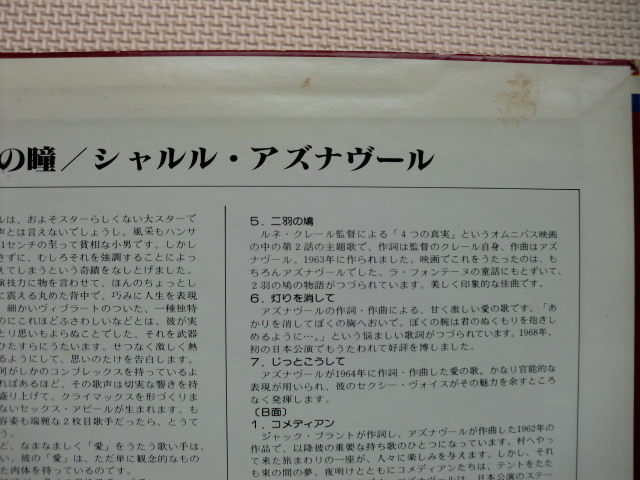 の瞳／シャルル・アズナヴール
ルは、およそスターらしくない大スターで
声とは言えないでしょうし、風采もハンサ
1センチの至って貧相な小男です。しかし
さずに、むしろそれを強調することによっ
えてしまうという奇蹟をなしとげました。
演技力に物を言わせて、ほんのちょっとし
に震える丸めた背中で、巧みに人生を表現
細かいヴィブラートのついた、一種独特
のにこれほどふさわしいなどとは、彼が実
とり思いもよらぬことでした。それを武器
ひたすらにうたいます。せつなく激しく熱
るようにして、思いのたけを告白します。
何がしかのコンプレックスを持っているよ
ればあるほど、その歌声は切実な響きを持
盛り上げて、クライマックスを形づくりま
ないセックス・アピールが生まれます。も
容姿も端麗な2枚目歌手だったら、とうて
う。
ど、なまなましく「愛」をうたう歌い手は、
い。彼の「愛」は、ただ単に観念的なもの
た肉体を持っているのです。
5．二羽の鳩
ルネ・クレール監督による「4つの真実」というオムニバス映画
の中の第2話の主題歌で、作詞は監督のクレール自身、作曲はアズ
ナヴール。1963年に作られました。映画でこれをうたったのは、も
ちろんアズナヴールでした。ラ・フォンテーヌの童話にもとずいて、
2羽の鳩の物語がつづられています。美しく印象的な佳曲です。
6．灯りを消して
アズナヴールの作詞・作曲による、甘く激しい愛の歌です。「あ
かりを消してぼくの胸へおいで。ぼくの腕は君のぬくもりを抱きし
めるように…。」という悩ましい歌詞がつづられています。1968年、
初の日本公演でもうたわれて好評を博しました。
7．じっとこうして
アズナヴールが1964年に作詞・作曲した愛の歌。かなり官能的な
表現が用いられ、彼のセクシー・ヴォイスがその魅力を余すところ
なく発揮します。
〔B面〕
1．コメディアン
ジャック・プラントが作詞し、アズナヴールが作曲した1962年の
作品で、以降彼の重要な持ち歌のひとつになっています。村へやっ
て来た旅まわりの一座が、人々に楽しみを与えます。しかし、それ
も束の間の夢、夜明けとともにコメディアンたちは、テントをたた